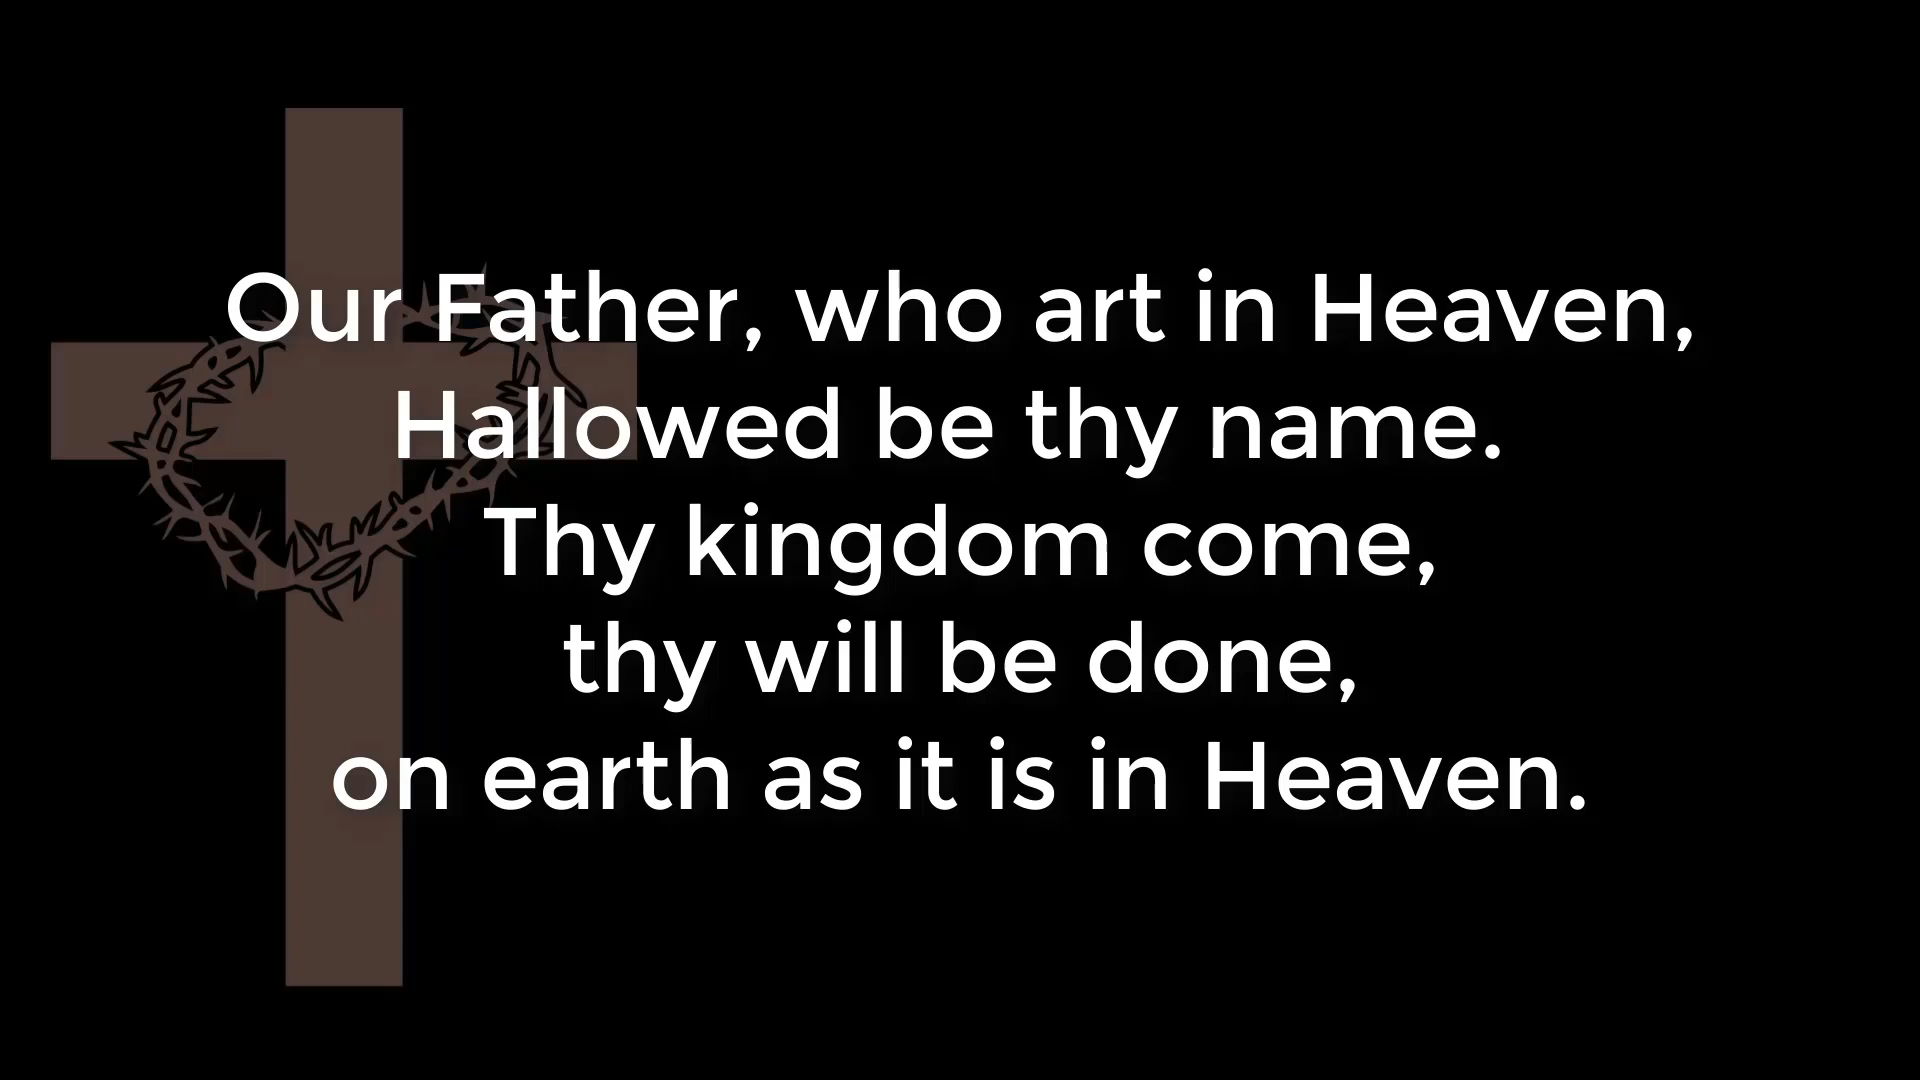 Our Father, who art in Heaven,
Hallowed be thy name.
Thy kingdom come,
thy will be done,
on earth as it is in Heaven.